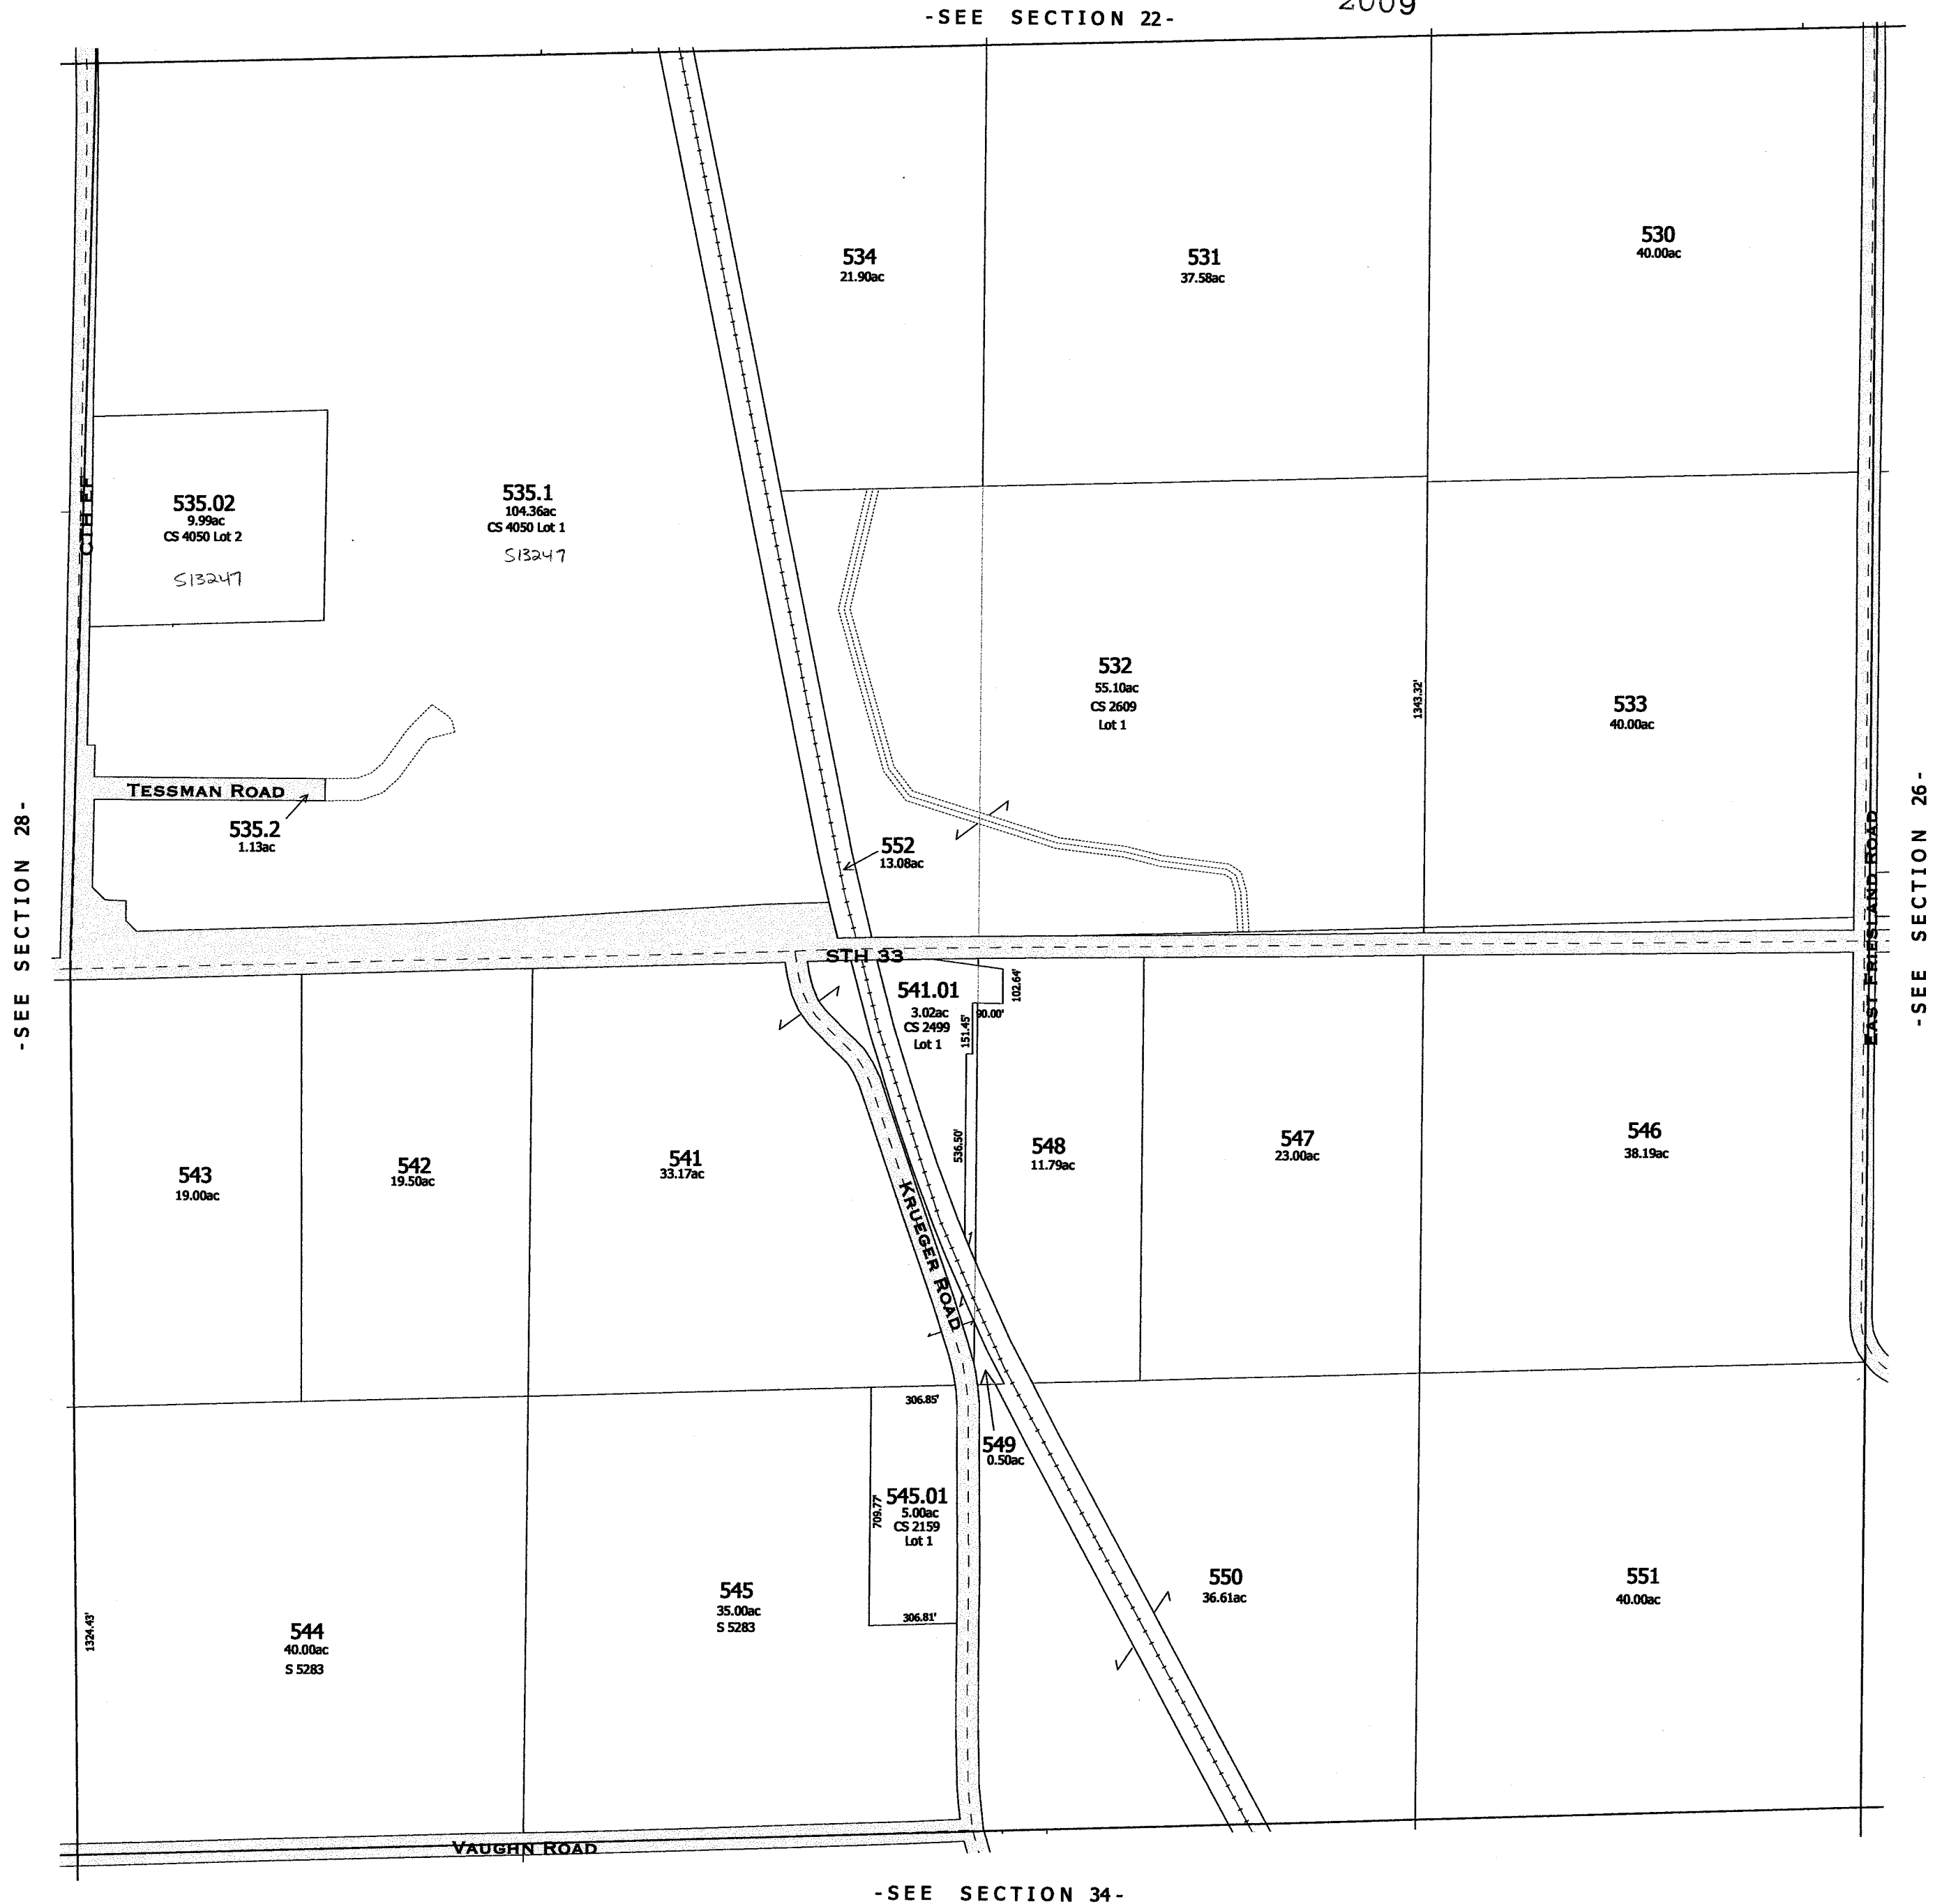 2009
-SEE SECTION 22-
534
21.90ac
531
37.58ac
530
40.00ac
CTH EF
535.02
9.99ac
CS 4050 Lot 2
S13247
535.1
104.36ac
CS 4050 Lot 1
S13247
532
55.10ac
CS 2609
Lot 1
1343.32'
533
40.00ac
TESSMAN ROAD
535.2
1.13ac
552
13.08ac
-SEE SECTION 28-
-SEE SECTION 26-
EAST FRIESLAND ROAD
STH 33
541.01
3.02ac
CS 2499
Lot 1
102.64'
90.00'
151.45'
536.50'
543
19.00ac
542
19.50ac
541
33.17ac
KRUEGER ROAD
548
11.79ac
547
23.00ac
546
38.19ac
306.85'
549
0.50ac
709.77'
545.01
5.00ac
CS 2159
Lot 1
306.81'
1324.43'
544
40.00ac
S 5283
545
35.00ac
S 5283
550
36.61ac
551
40.00ac
VAUGHN ROAD
-SEE SECTION 34-